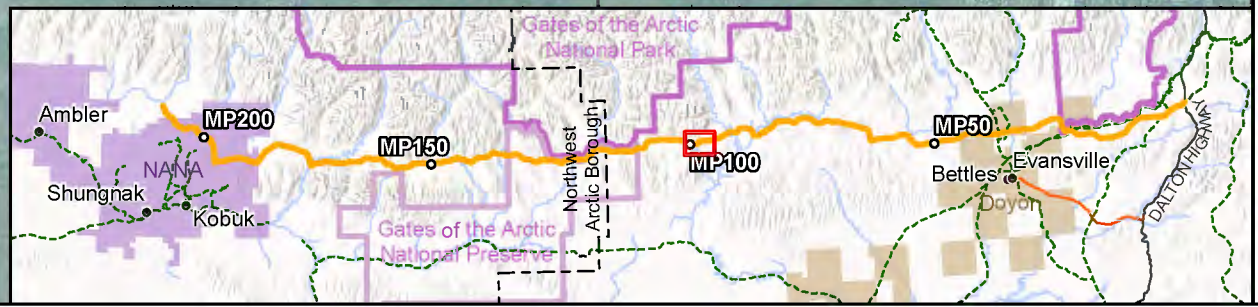 Gates of the Arctic
National Park
Ambler
MP200
MP150
NANA
Shungnak
Kobuk
Northwest
Arctic Borough
MP100
MP50
Bettles
Evansville
Doyon
DALTON HIGHWAY
Gates of the Arctic
National Preserve